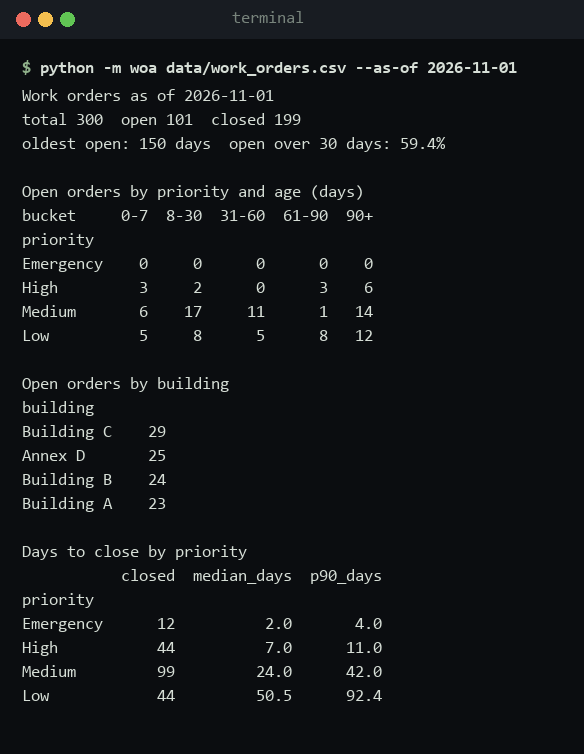 terminal
$ python -m woa data/work_orders.csv --as-of 2026-11-01
Work orders as of 2026-11-01
total 300  open 101  closed 199
oldest open: 150 days  open over 30 days: 59.4%

Open orders by priority and age (days)
bucket     0-7  8-30  31-60  61-90  90+
priority
Emergency    0     0      0      0    0
High         3     2      0      3    6
Medium       6    17     11      1   14
Low          5     8      5      8   12

Open orders by building
building
Building C    29
Annex D       25
Building B    24
Building A    23

Days to close by priority
           closed  median_days  p90_days
priority
Emergency      12          2.0       4.0
High           44          7.0      11.0
Medium         99         24.0      42.0
Low            44         50.5      92.4